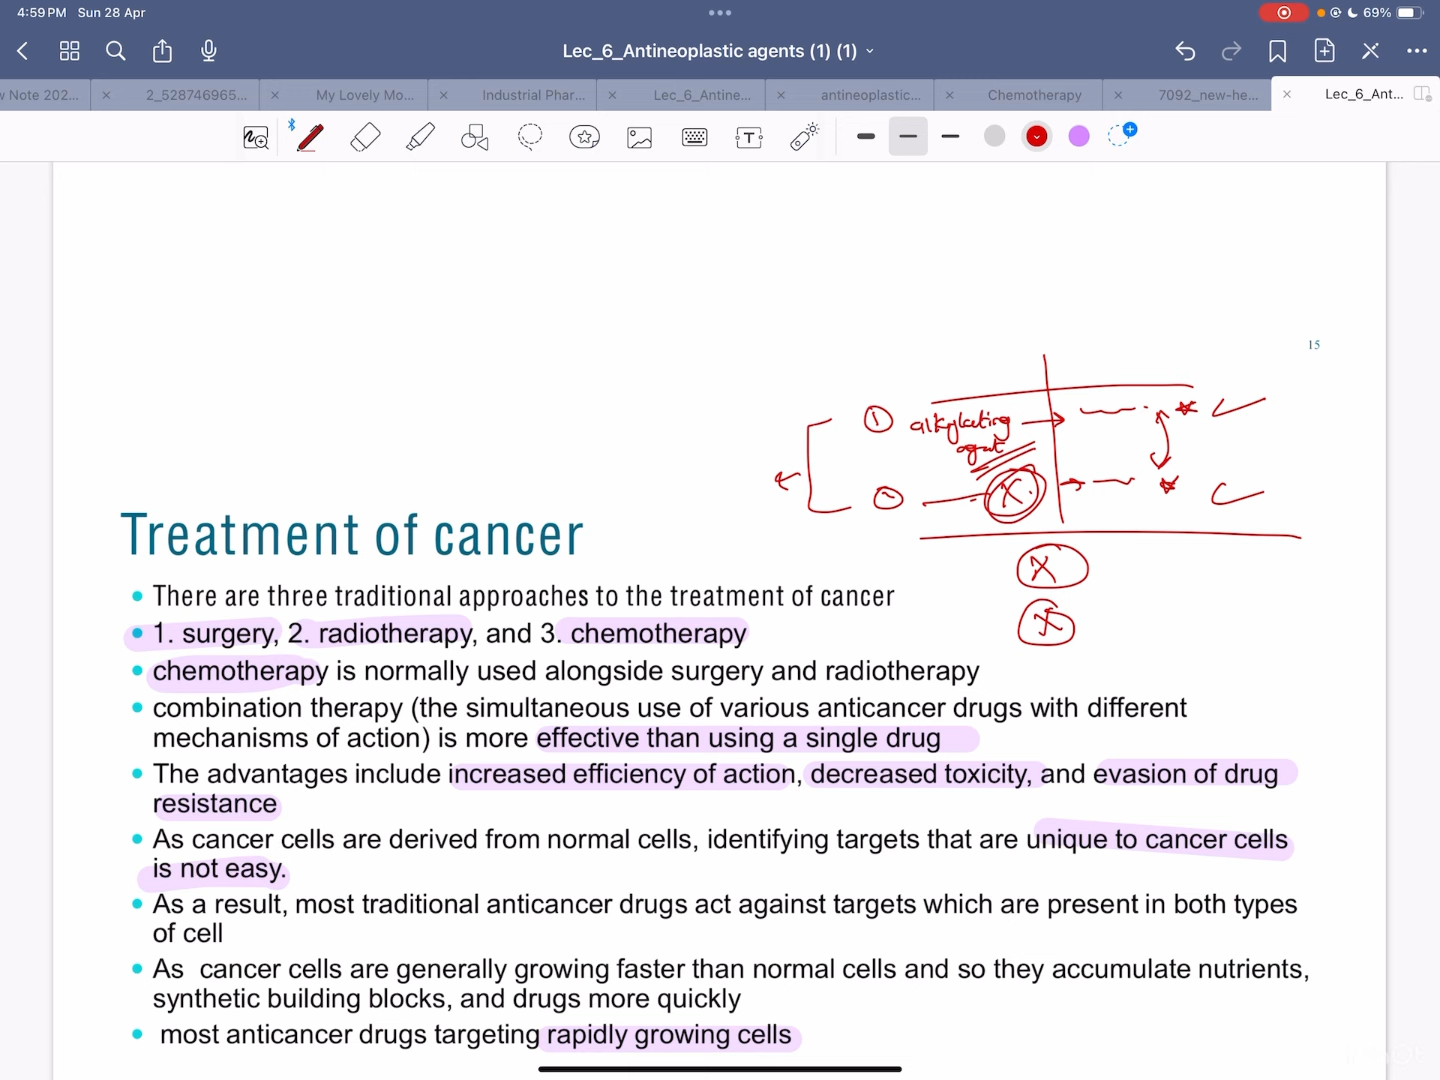 4:59 PM Sun 28 Apr
69%
Lec_6_Antineoplastic agents (1) (1)
w Note 202...
2_528746965...
My Lovely Mo...
Industrial Phar...
Lec_6_Antine...
antineoplastic...
Chemotherapy
7092_new-he...
Lec_6_Ant...
15
1 alkylating
agent
2 X
X
X
Treatment of cancer
• There are three traditional approaches to the treatment of cancer
• 1. surgery, 2. radiotherapy, and 3. chemotherapy
• chemotherapy is normally used alongside surgery and radiotherapy
• combination therapy (the simultaneous use of various anticancer drugs with different
mechanisms of action) is more effective than using a single drug
• The advantages include increased efficiency of action, decreased toxicity, and evasion of drug
resistance
• As cancer cells are derived from normal cells, identifying targets that are unique to cancer cells
is not easy.
• As a result, most traditional anticancer drugs act against targets which are present in both types
of cell
• As cancer cells are generally growing faster than normal cells and so they accumulate nutrients,
synthetic building blocks, and drugs more quickly
• most anticancer drugs targeting rapidly growing cells